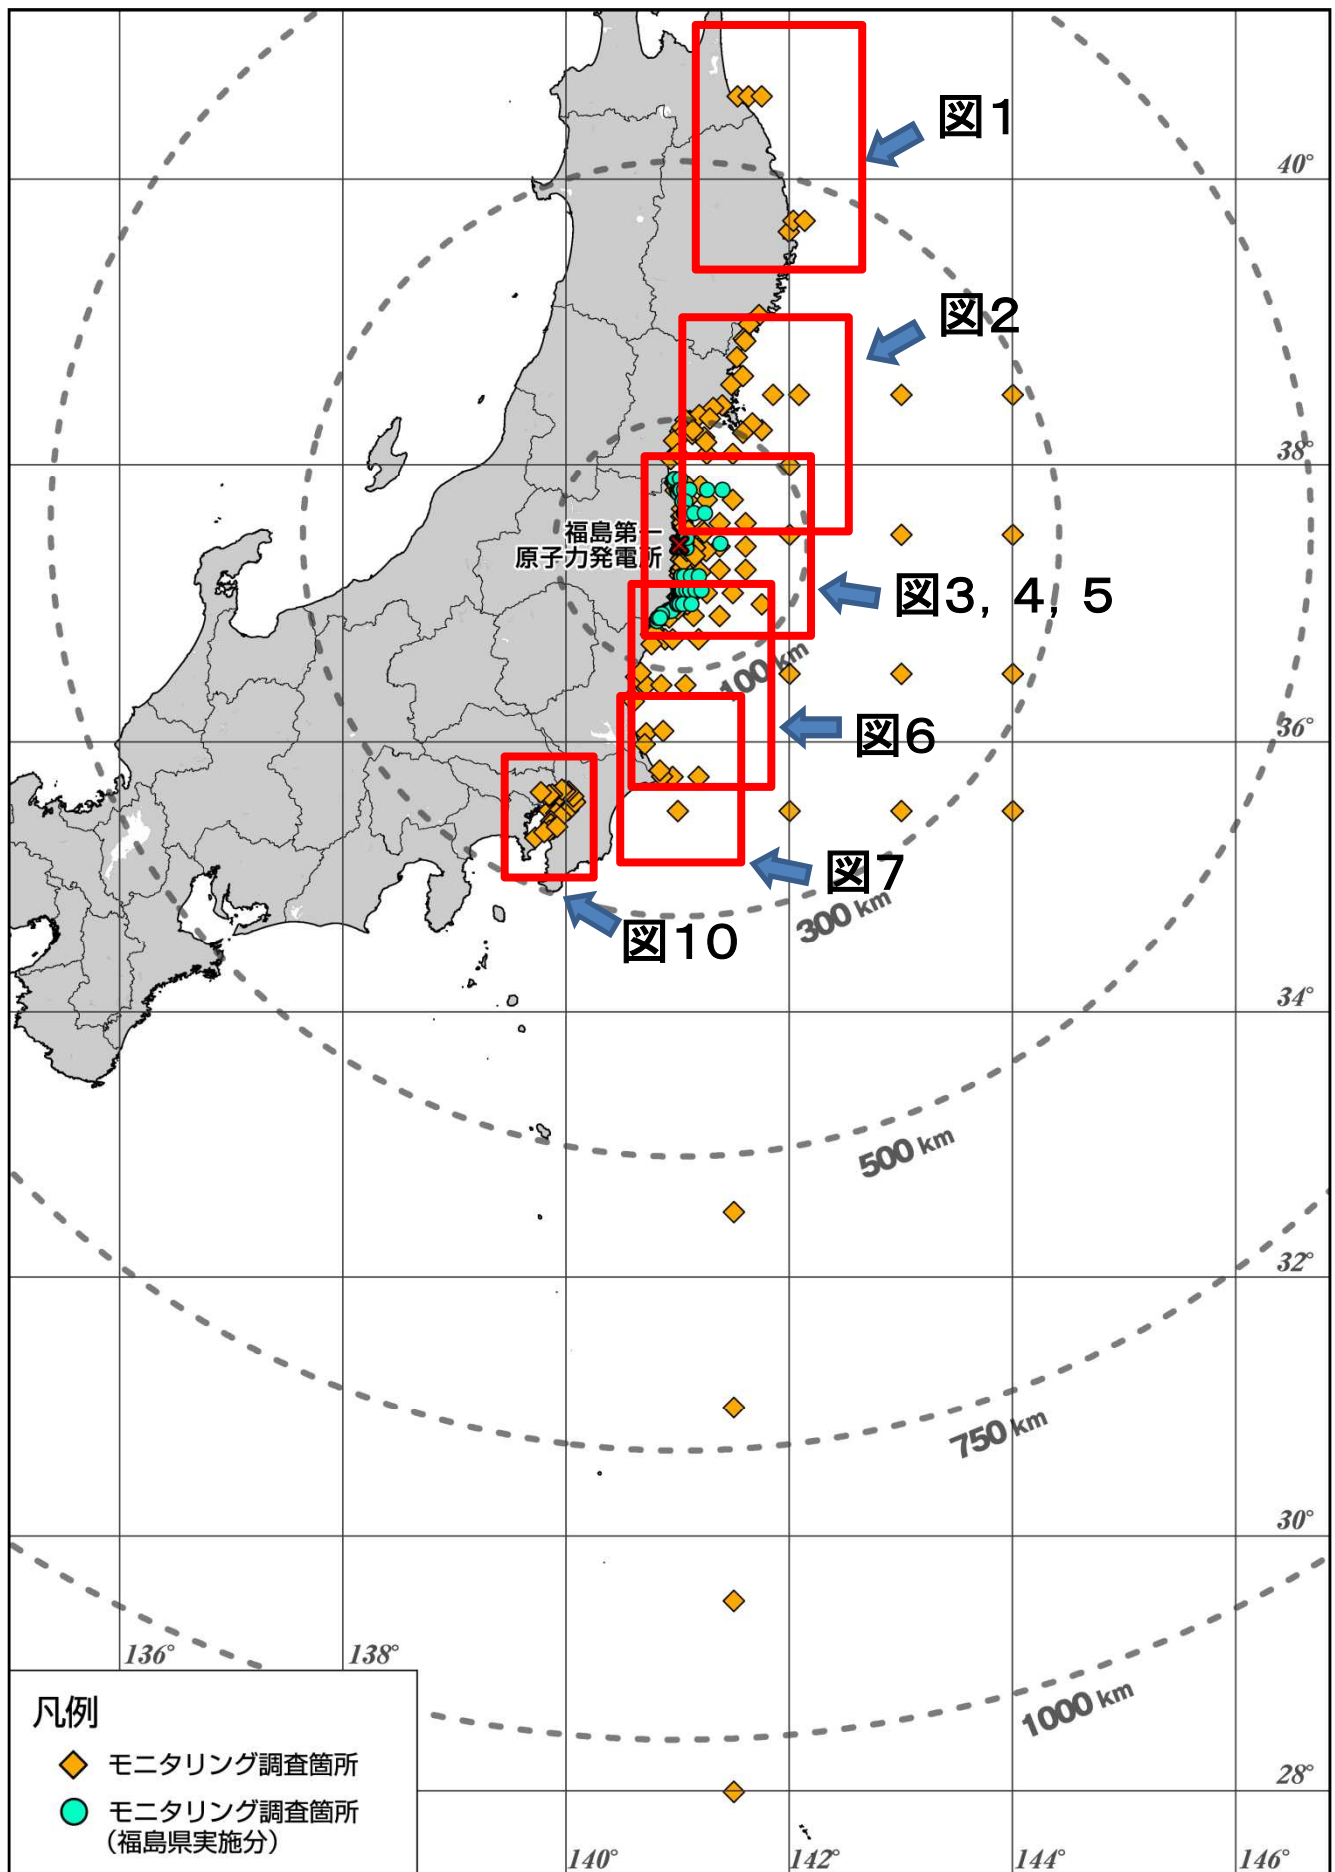 図1
40°
図2
38°
福島第一
原子力発電所
図3, 4, 5
100 km
36°
図6
図7
300 km
図10
34°
500 km
32°
750 km
30°
136°
138°
1000 km
凡例
モニタリング調査箇所
モニタリング調査箇所
（福島県実施分）
28°
140°
142°
144°
146°